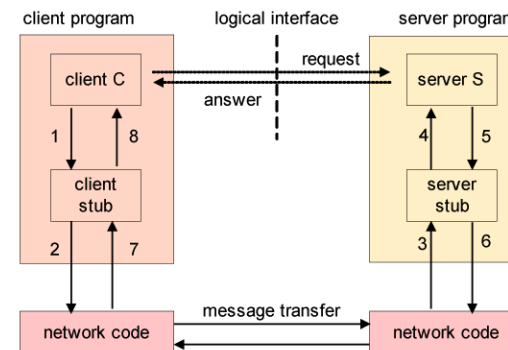 client program
logical interface
server program
client C
request
server S
answer
1
8
4
5
client
stub
server
stub
2
7
3
6
message transfer
network code
network code